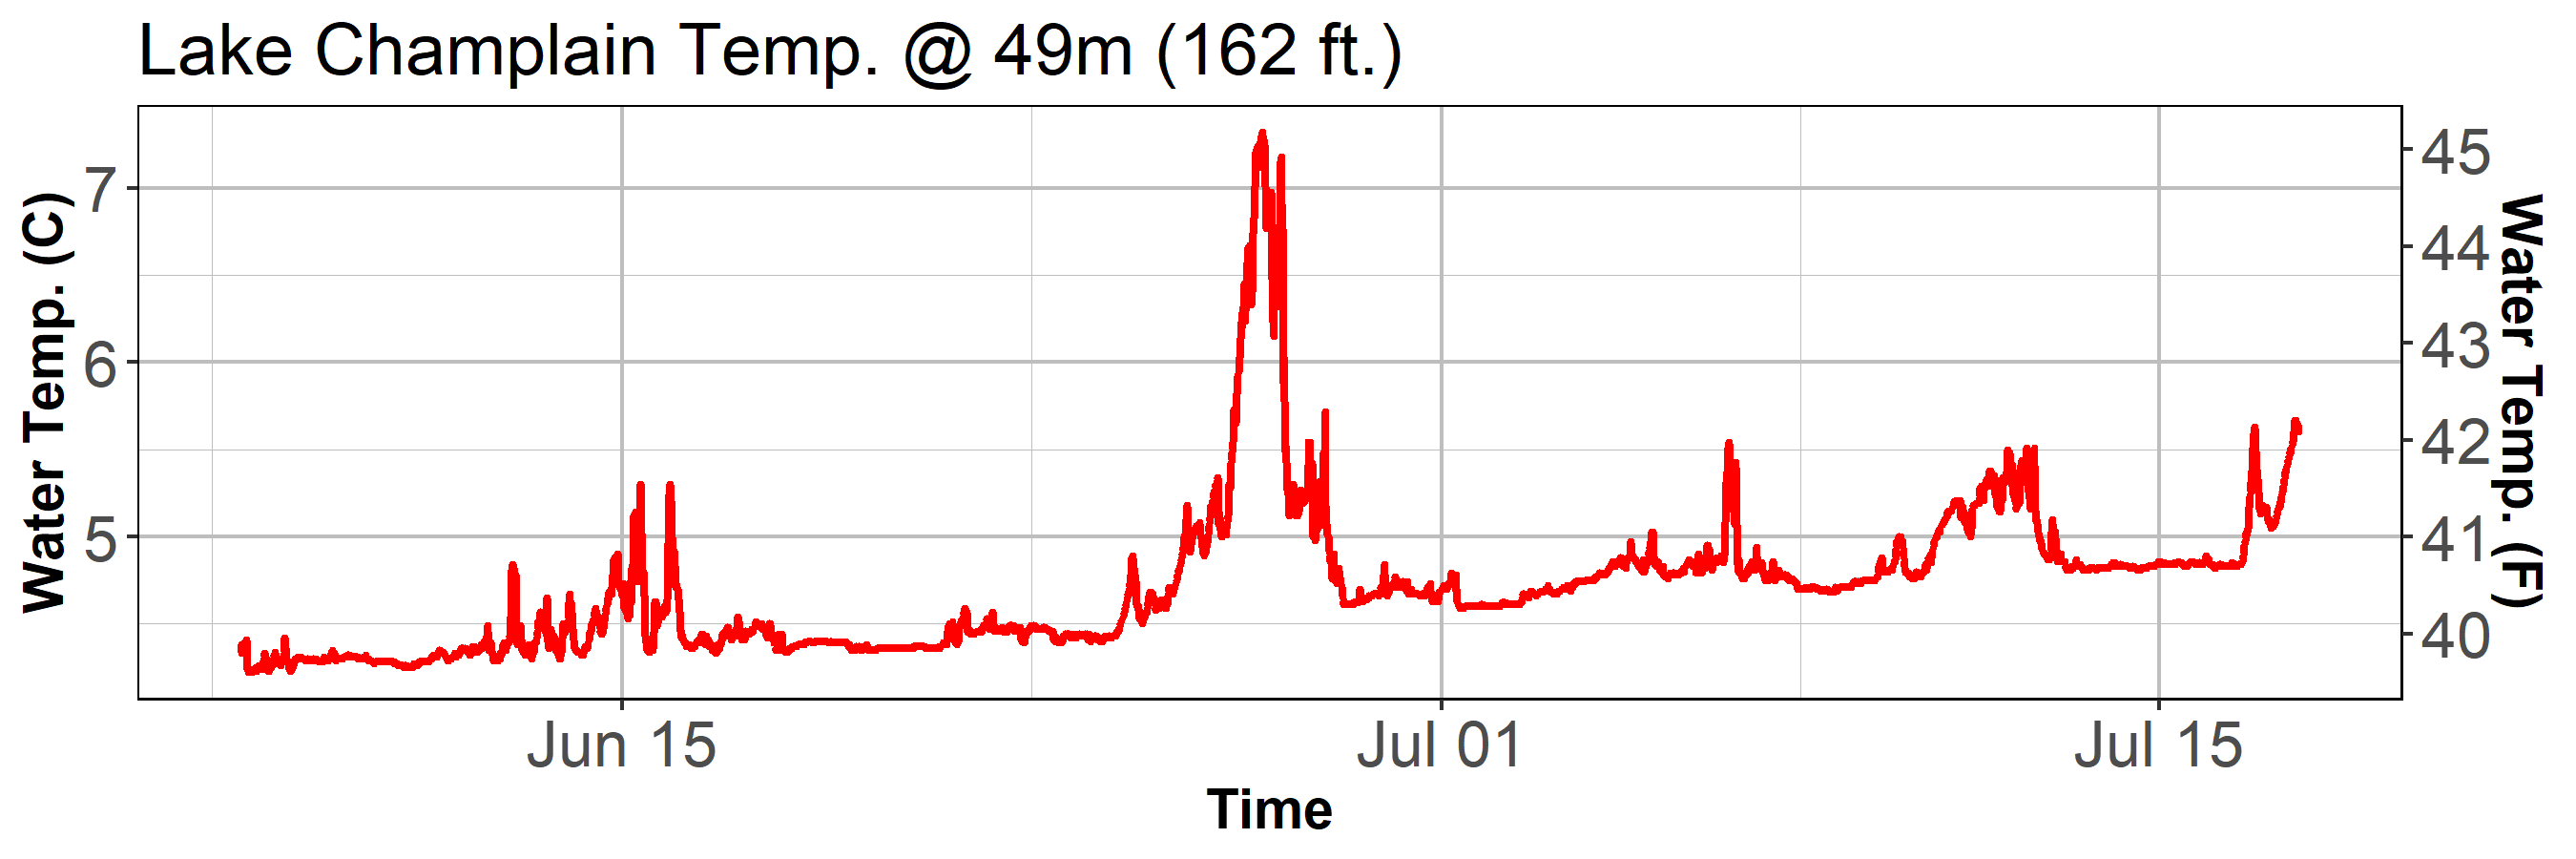 Lake Champlain Temp. @ 49m (162 ft.)
Water Temp. (C)
7
6
5
45
44
43
42
41
40
Water Temp. (F)
Jun 15
Jul 01
Jul 15
Time